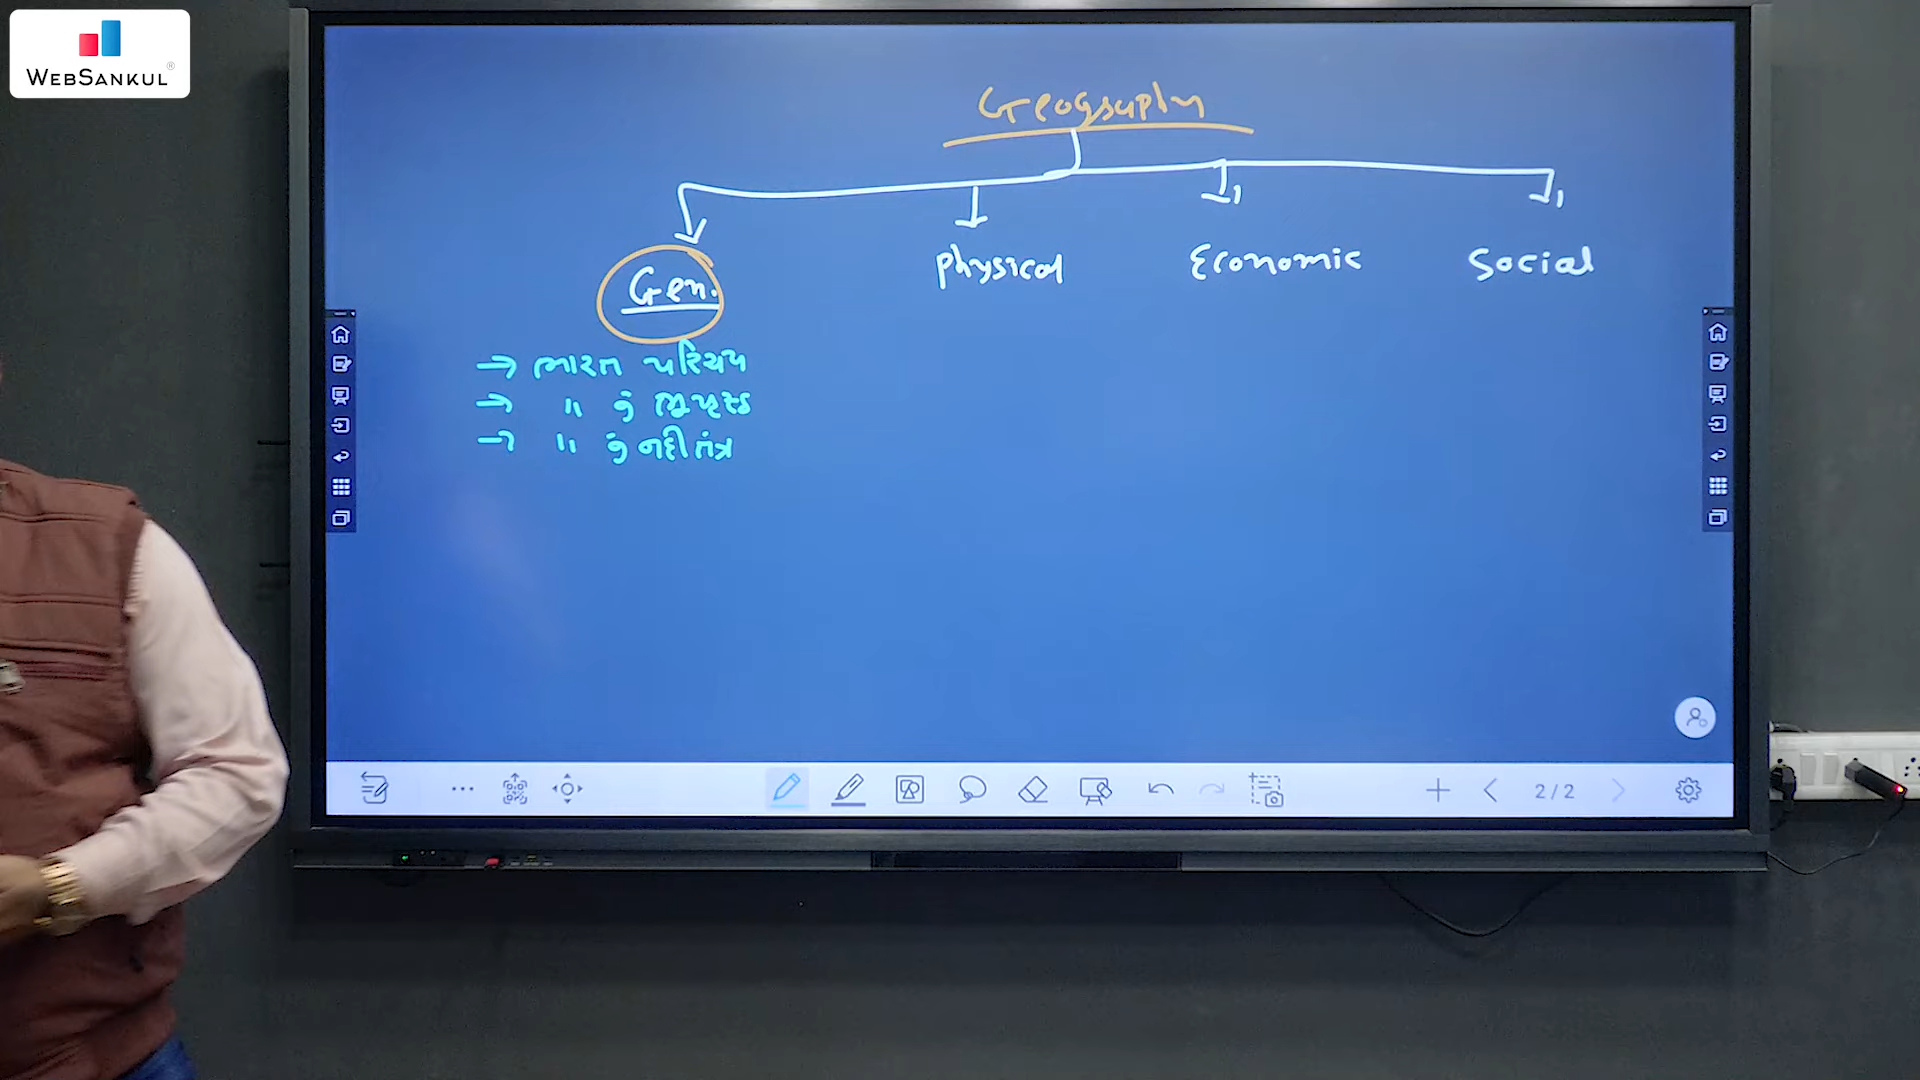 WEBSANKUL
Geography
Gen. Physical Economic Social
→ ભારત પરિચય
→ " નું ભૂપૃષ્ઠ
→ " નું નદીતંત્ર
2/2